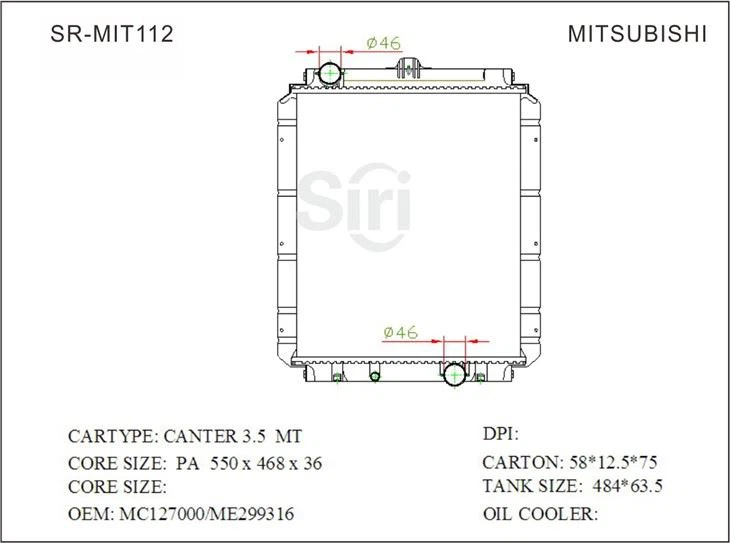 SR-MIT112
MITSUBISHI
Ø46
Siri
Ø46
CARTYPE: CANTER 3.5 MT
CORE SIZE: PA 550 x 468 x 36
CORE SIZE:
OEM: MC127000/ME299316
DPI:
CARTON: 58*12.5*75
TANK SIZE: 484*63.5
OIL COOLER: